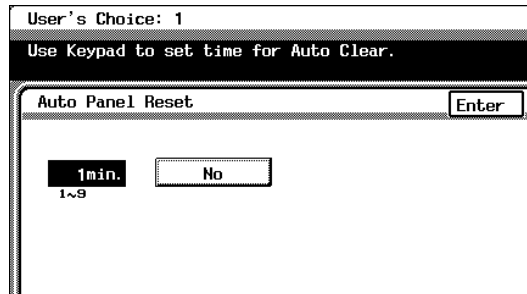 User's Choice: 1
Use Keypad to set time for Auto Clear.
Auto Panel Reset
Enter
1min.
No
1~9